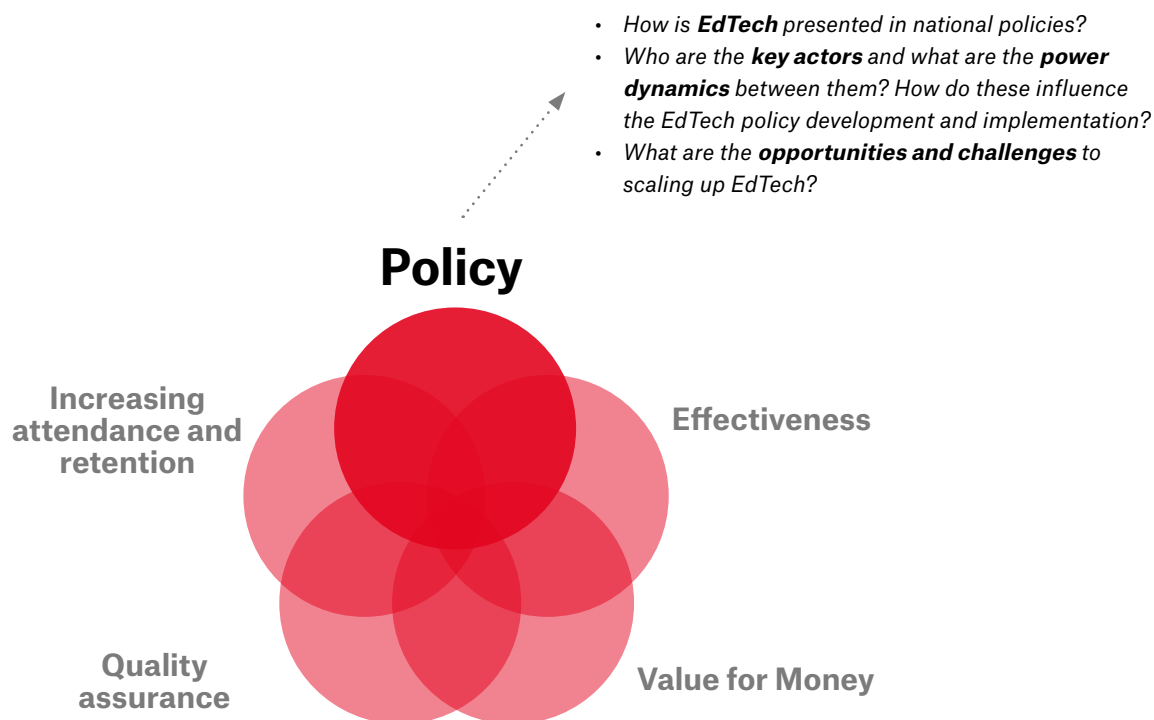 • How is EdTech presented in national policies?
• Who are the key actors and what are the power
dynamics between them? How do these influence
the EdTech policy development and implementation?
• What are the opportunities and challenges to
scaling up EdTech?
Policy
Increasing
attendance and
retention
Effectiveness
Quality
assurance
Value for Money